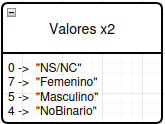 Valores x2
0 -> "NS/NC"
7 -> "Femenino"
5 -> "Masculino"
4 -> "NoBinario"